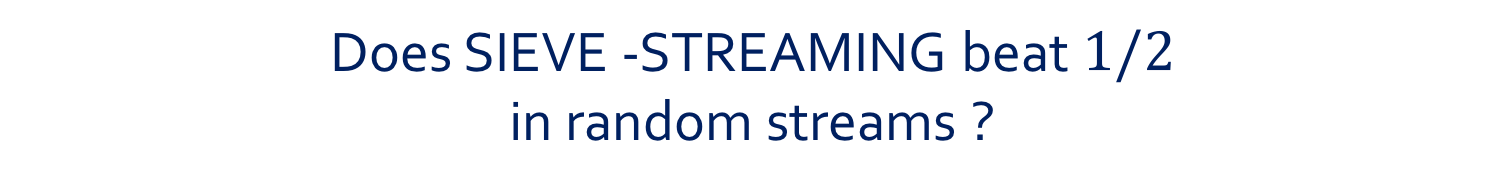 Does SIEVE -STREAMING beat 1/2
in random streams ?